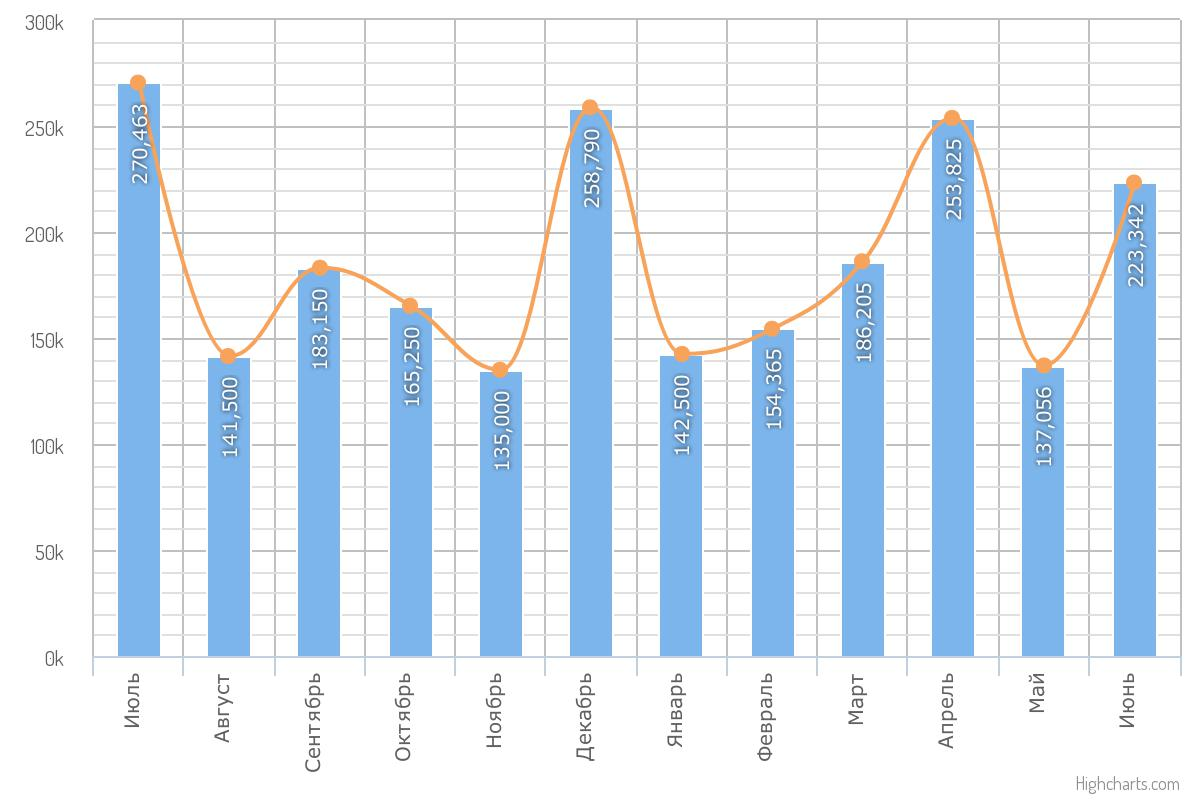 300k
250k
200k
150k
100k
50k
0k
270,463
141,500
183,150
165,250
135,000
258,790
142,500
154,365
186,205
253,825
137,056
223,342
Июль
Август
Сентябрь
Октябрь
Ноябрь
Декабрь
Январь
Февраль
Март
Апрель
Май
Июнь
Highcharts.com